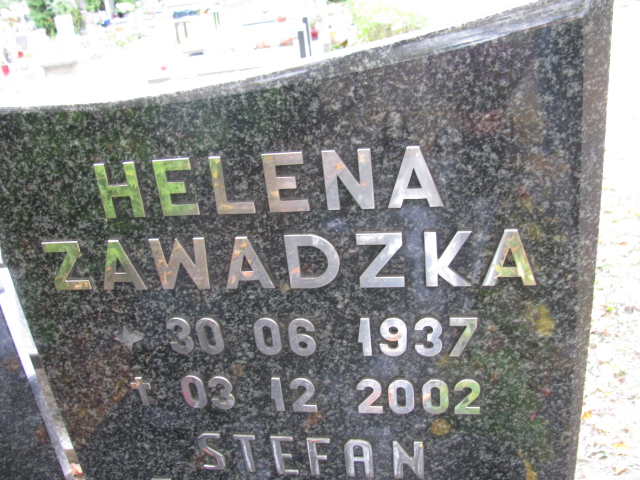 HELENA
ZAWADZKA
★ 30 06 1937
✝ 03 12 2002
STEFAN